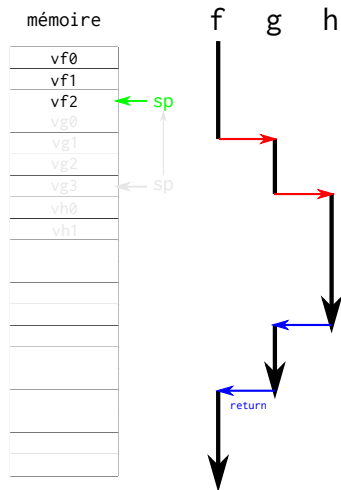 mémoire
f g h
vf0
vf1
vf2
sp
vg0
vg1
vg2
vg3
sp
vh0
vh1
return